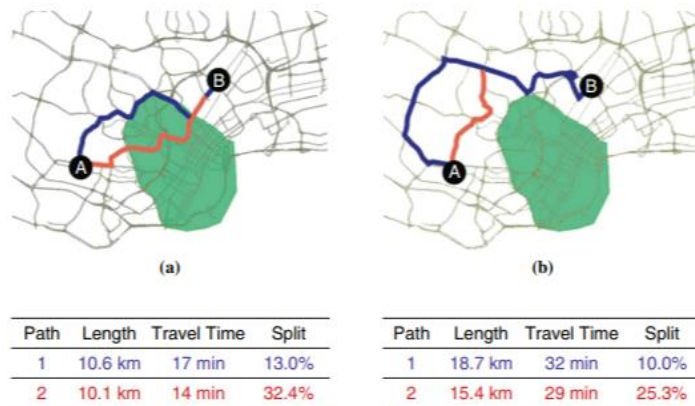 B
A
(a)
B
A
(b)
Path Length Travel Time Split
1 10.6 km 17 min 13.0%
2 10.1 km 14 min 32.4%
Path Length Travel Time Split
1 18.7 km 32 min 10.0%
2 15.4 km 29 min 25.3%